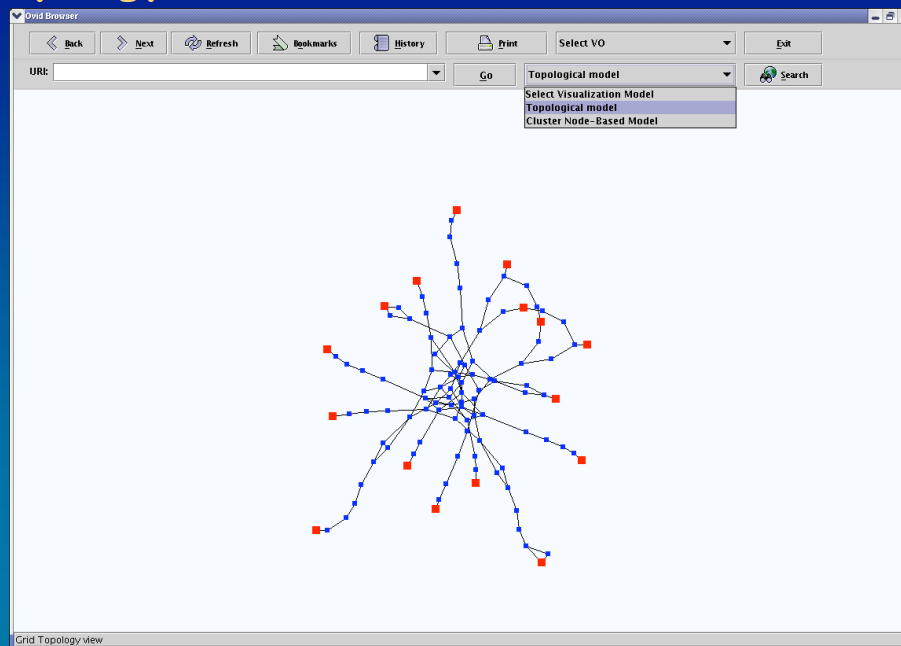 Ovid Browser
Back Next Refresh Bookmarks History Print Select VO Exit
URI: Go Topological model Search
Select Visualization Model
Topological model
Cluster Node-Based Model
Grid Topology view